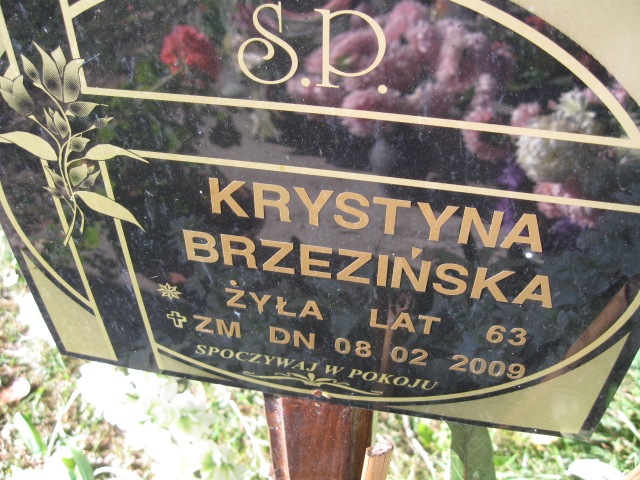 S.P.
KRYSTYNA
BRZEZIŃSKA
ŻYŁA LAT 63
ZM DN 08 02 2009
SPOCZYWAJ W POKOJU